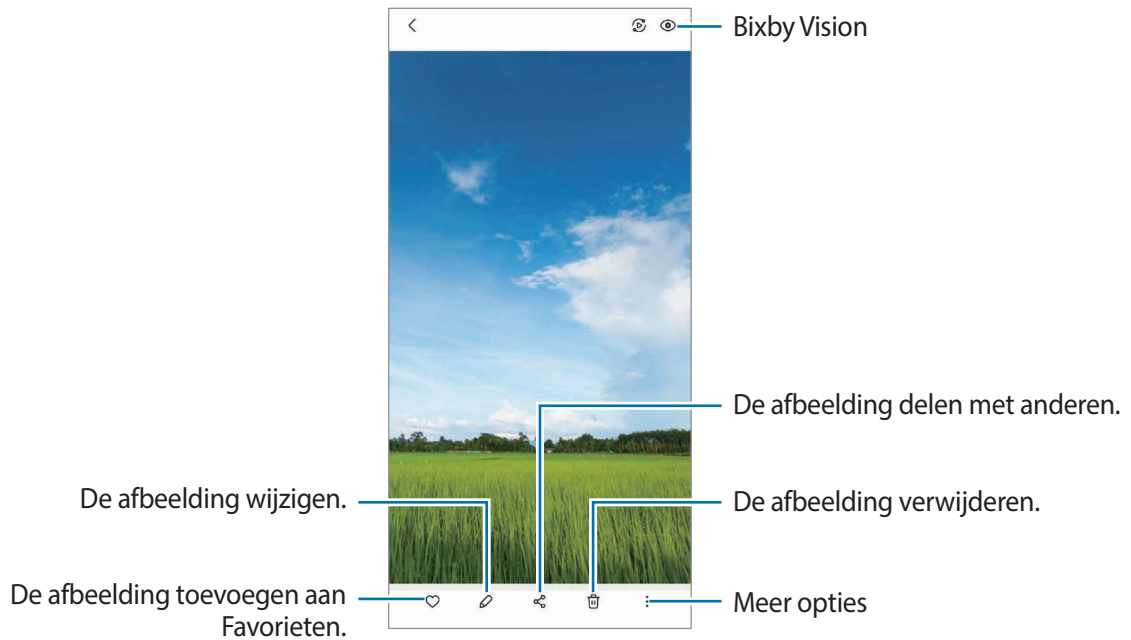 Bixby Vision
De afbeelding delen met anderen.
De afbeelding wijzigen.
De afbeelding verwijderen.
De afbeelding toevoegen aan
Favorieten.
Meer opties